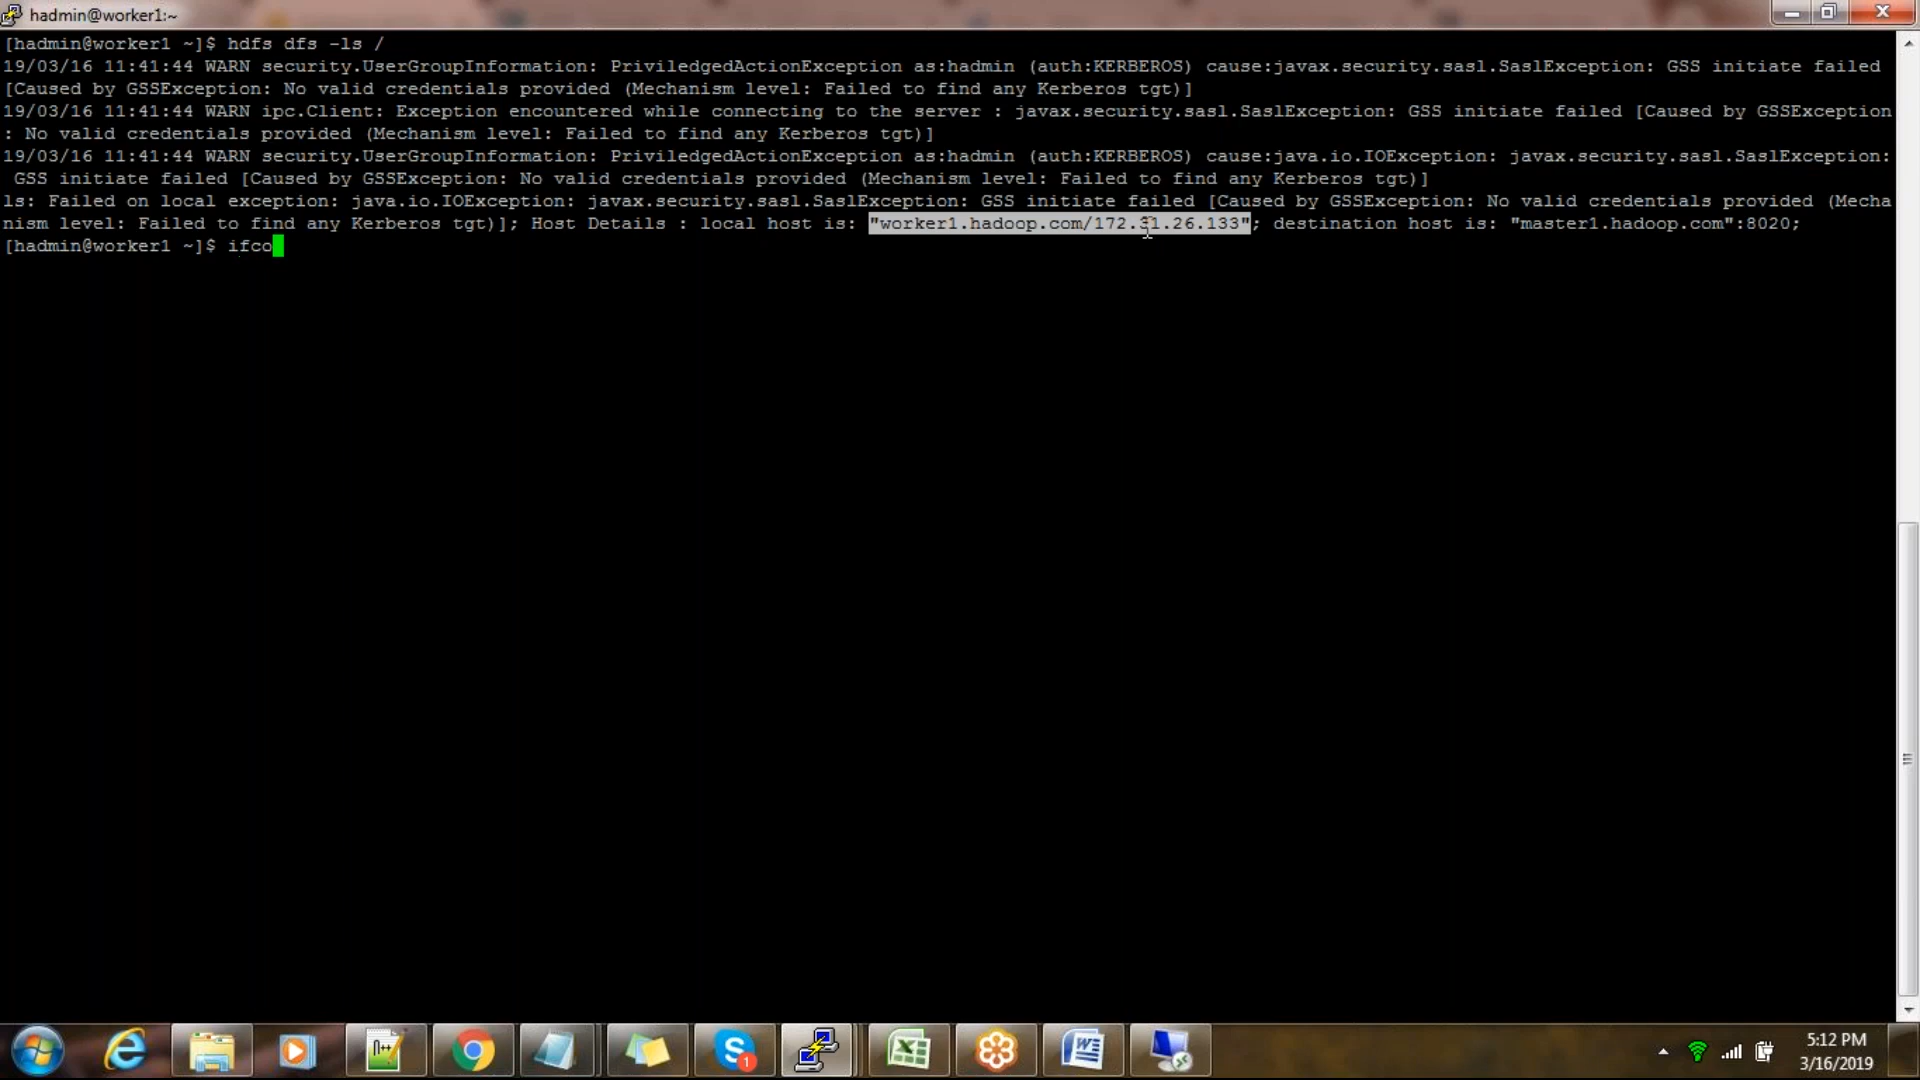 hadmin@worker1:~
[hadmin@worker1 ~]$ hdfs dfs -ls /
19/03/16 11:41:44 WARN security.UserGroupInformation: PriviledgedActionException as:hadmin (auth:KERBEROS) cause:javax.security.sasl.SaslException: GSS initiate failed
[Caused by GSSException: No valid credentials provided (Mechanism level: Failed to find any Kerberos tgt)]
19/03/16 11:41:44 WARN ipc.Client: Exception encountered while connecting to the server : javax.security.sasl.SaslException: GSS initiate failed [Caused by GSSException
: No valid credentials provided (Mechanism level: Failed to find any Kerberos tgt)]
19/03/16 11:41:44 WARN security.UserGroupInformation: PriviledgedActionException as:hadmin (auth:KERBEROS) cause:java.io.IOException: javax.security.sasl.SaslException:
GSS initiate failed [Caused by GSSException: No valid credentials provided (Mechanism level: Failed to find any Kerberos tgt)]
ls: Failed on local exception: java.io.IOException: javax.security.sasl.SaslException: GSS initiate failed [Caused by GSSException: No valid credentials provided (Mecha
nism level: Failed to find any Kerberos tgt)]; Host Details : local host is: "worker1.hadoop.com/172.31.26.133"; destination host is: "master1.hadoop.com":8020;
[hadmin@worker1 ~]$ ifco
5:12 PM
3/16/2019